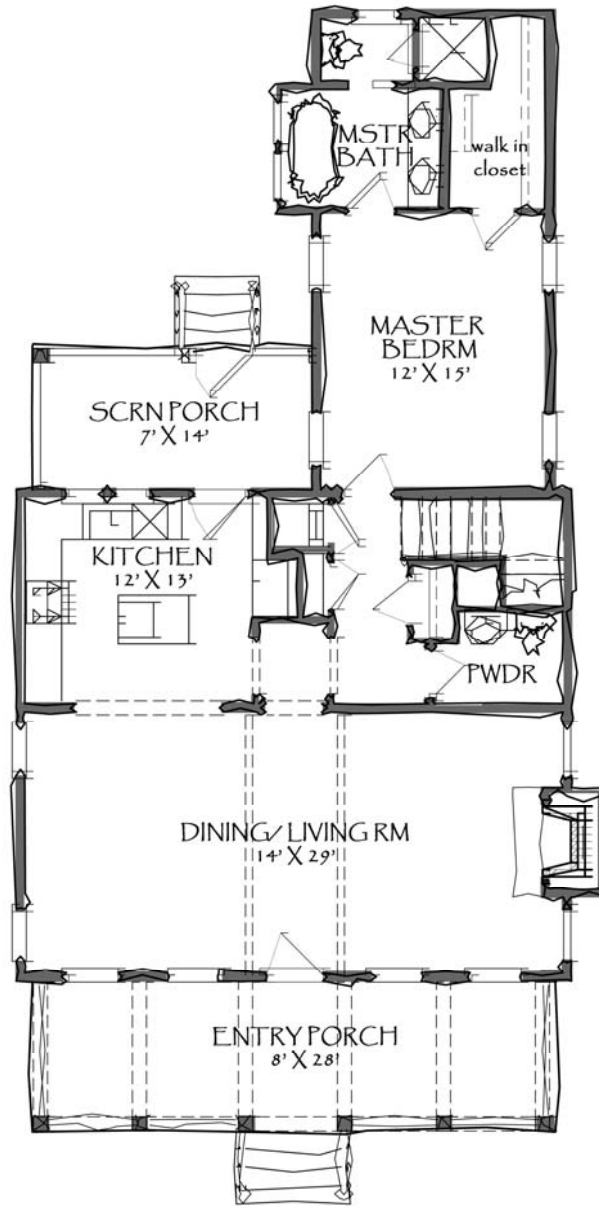 MSTR
BATH
walk in
closet
MASTER
BEDRM
12' X 15'
SCRN PORCH
7' X 14'
KITCHEN
12' X 13'
PWDR
DINING/LIVING RM
14' X 29'
ENTRY PORCH
8' X 28'